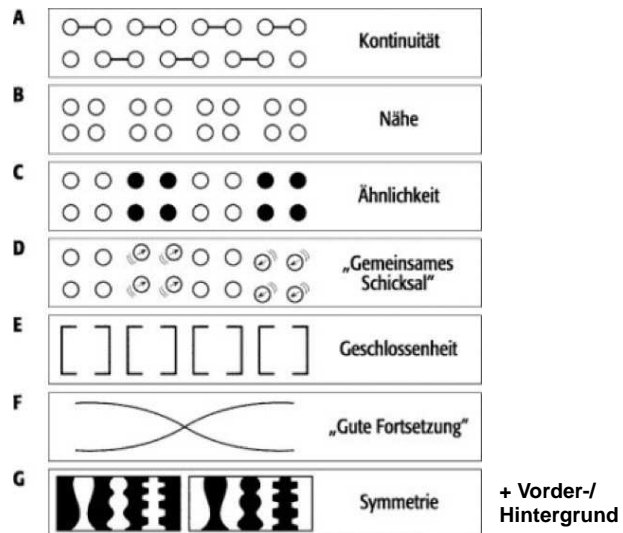 A
Kontinuität
B
Nähe
C
Ähnlichkeit
D
„Gemeinsames
Schicksal"
E
Geschlossenheit
F
„Gute Fortsetzung"
G
Symmetrie
+ Vorder-/
Hintergrund